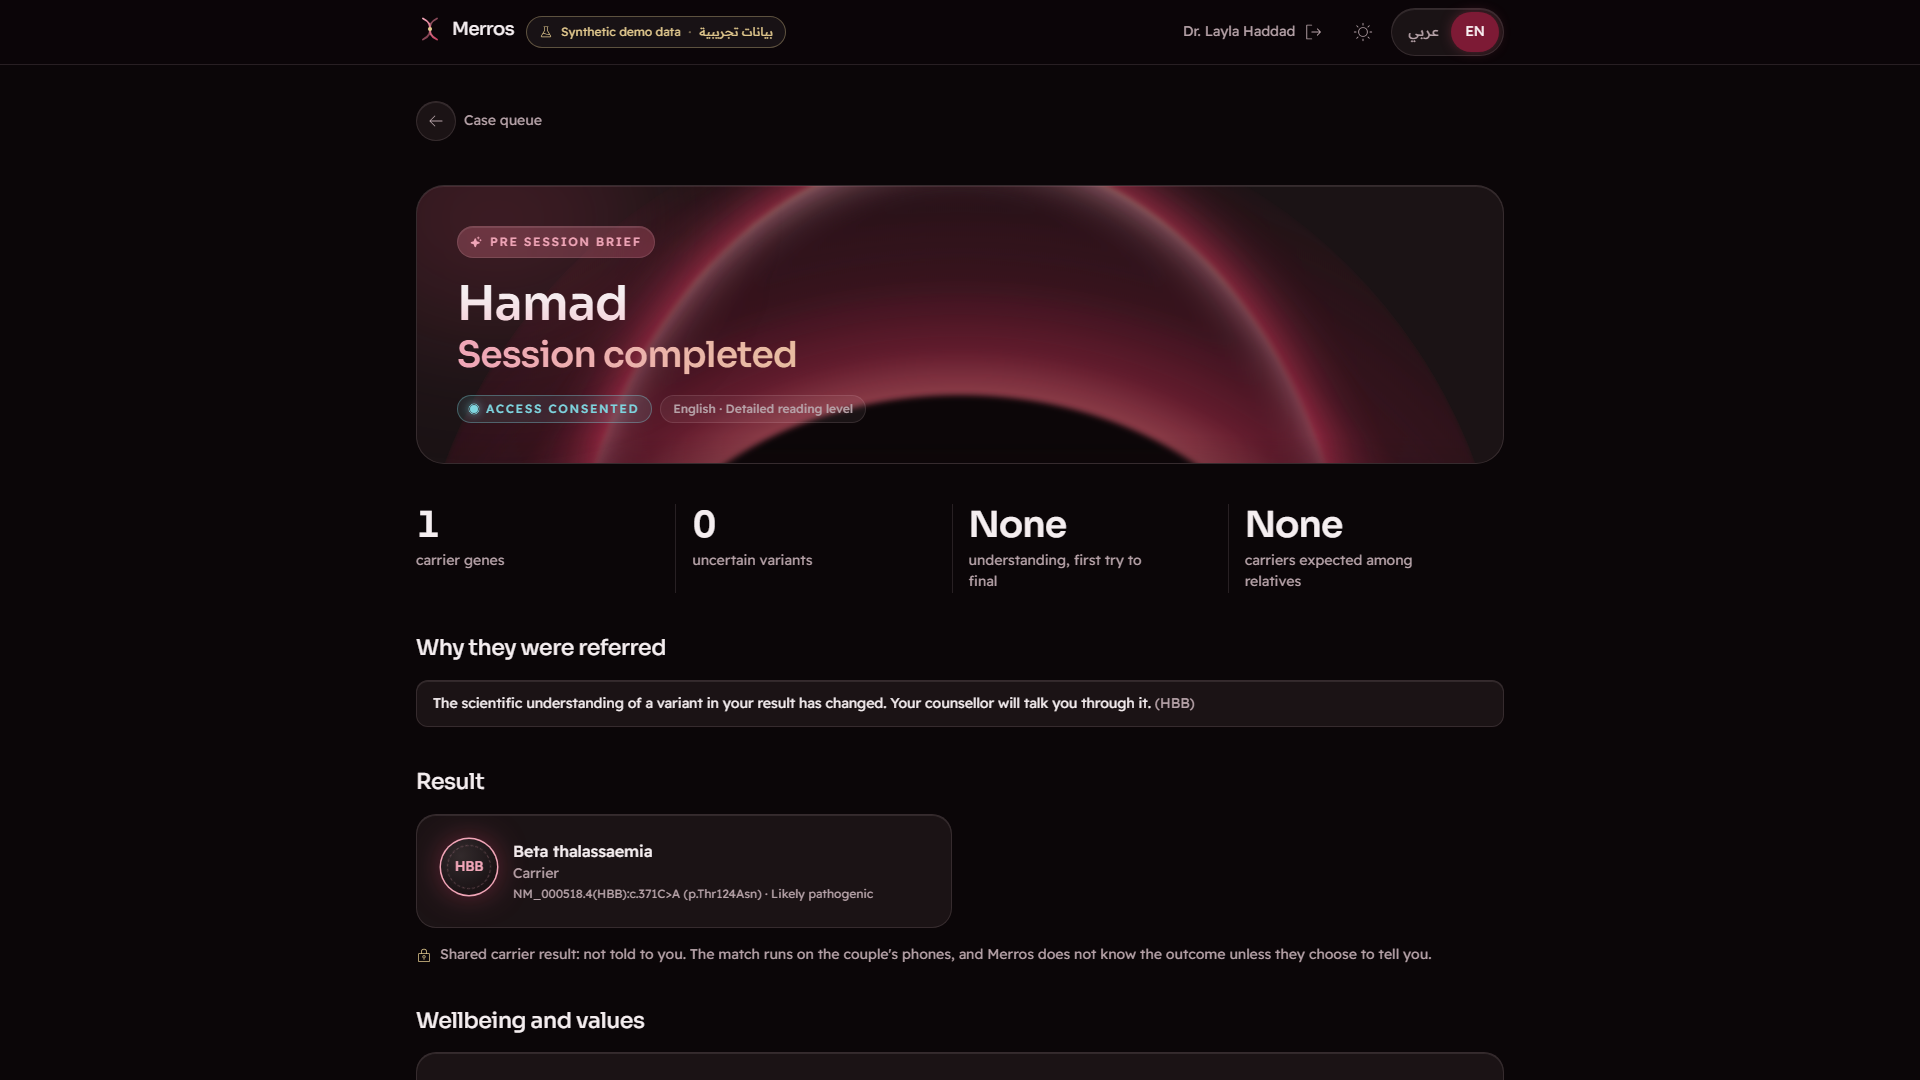 Merros
Synthetic demo data · بيانات تجريبية
Dr. Layla Haddad
عربي
EN
Case queue
PRE SESSION BRIEF
Hamad
Session completed
ACCESS CONSENTED
English · Detailed reading level
1
carrier genes
0
uncertain variants
None
understanding, first try to
final
None
carriers expected among
relatives
Why they were referred
The scientific understanding of a variant in your result has changed. Your counsellor will talk you through it. (HBB)
Result
HBB
Beta thalassaemia
Carrier
NM_000518.4(HBB):c.371C>A (p.Thr124Asn) · Likely pathogenic
Shared carrier result: not told to you. The match runs on the couple's phones, and Merros does not know the outcome unless they choose to tell you.
Wellbeing and values